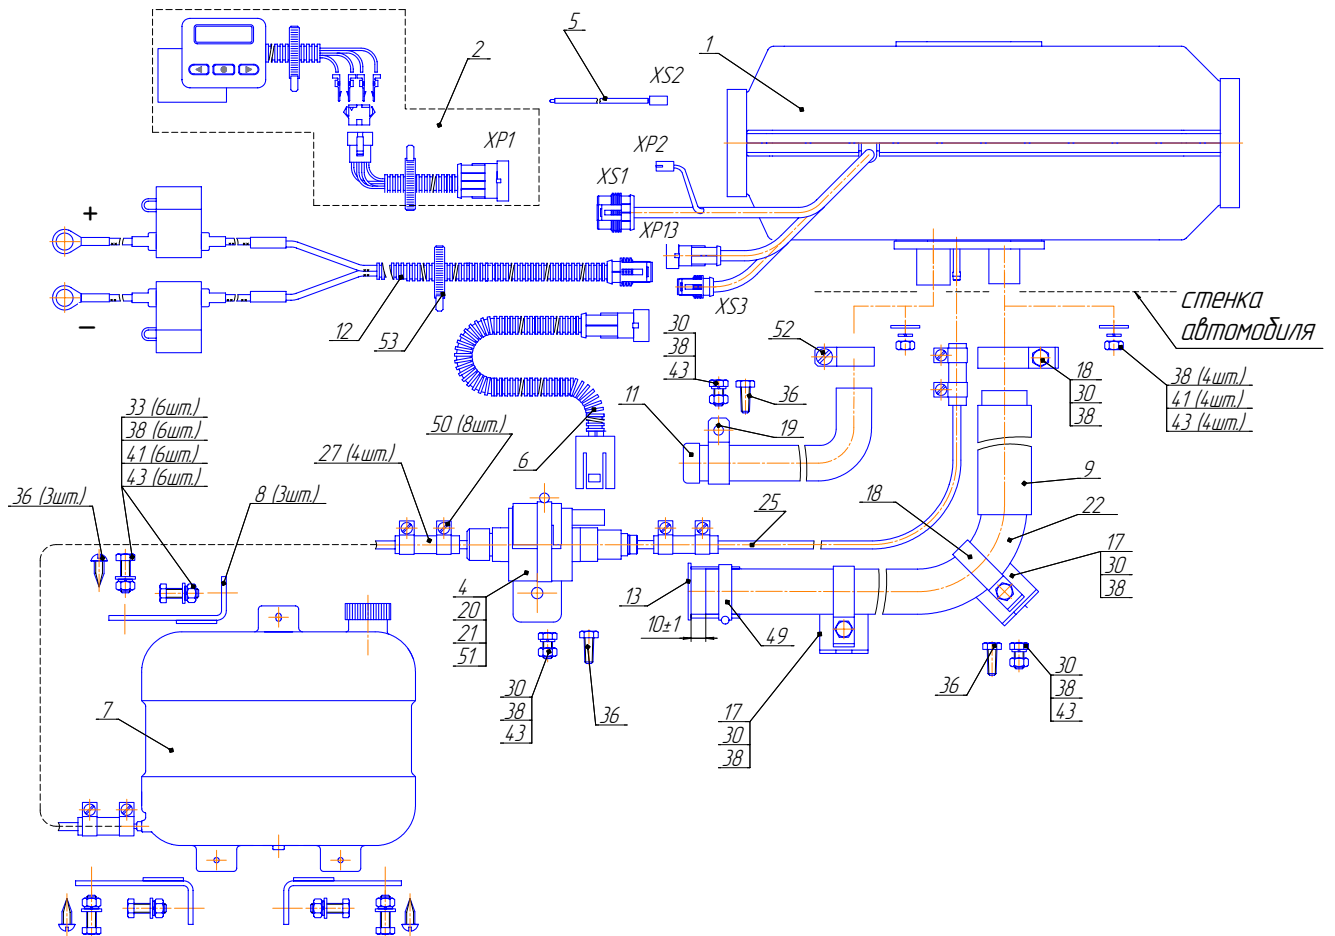 5
XS2
2
1
XP1
XP2
XS1
XP13
XS3
+
−
12
53
стенка
автомобиля
30
38
43
52
36
18
30
38
38 (4шт.)
41 (4шт.)
43 (4шт.)
11
19
33 (6шт.)
38 (6шт.)
41 (6шт.)
43 (6шт.)
50 (8шт.)
27 (4шт.)
6
36 (3шт.)
8 (3шт.)
9
25
18
22
17
30
38
4
20
21
51
13
10±1
49
30
38
43
36
17
30
38
36
30
38
43
7